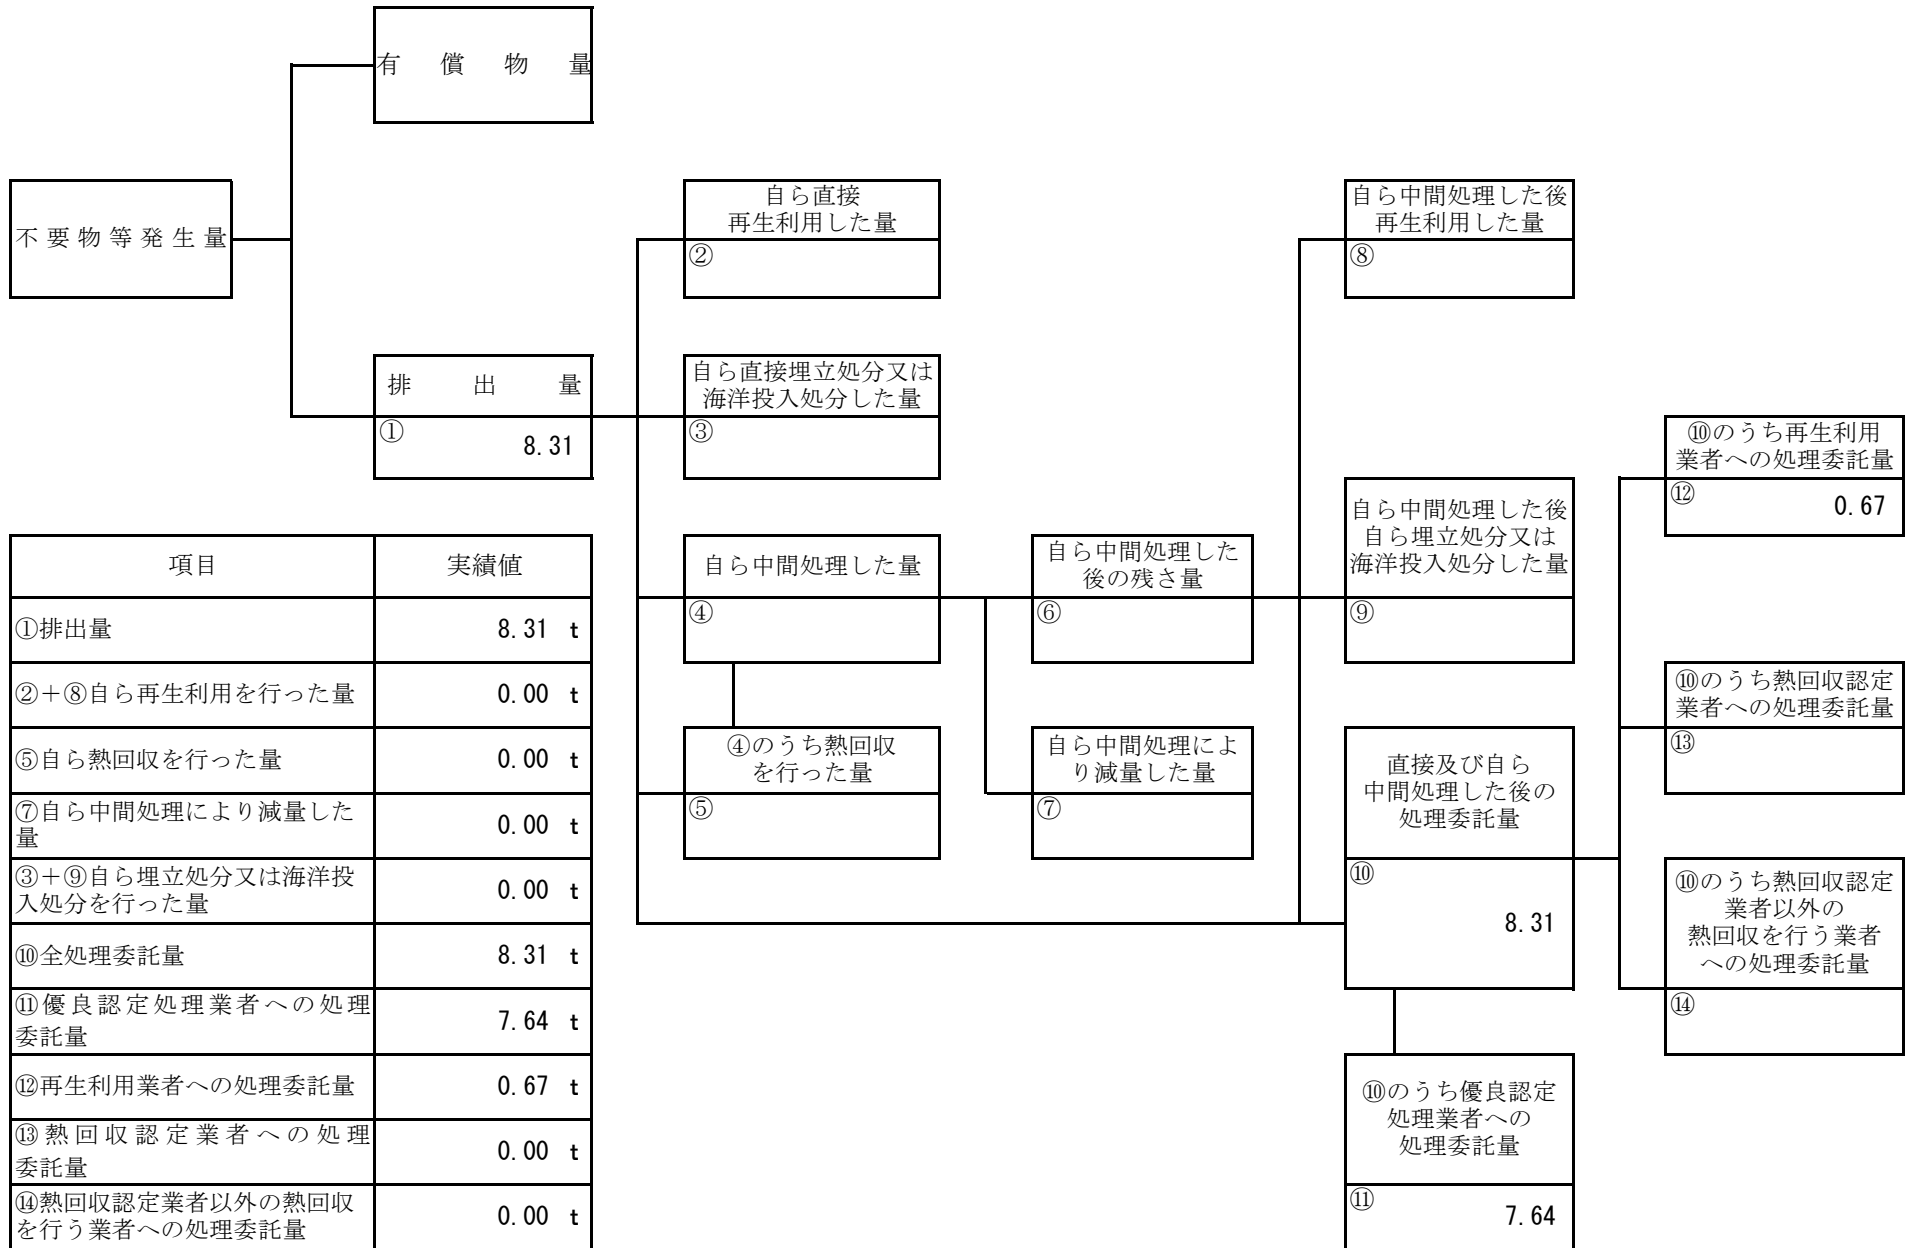 有償物量
不要物等発生量
排出量
①
8.31
自ら直接
再生利用した量
②
自ら直接埋立処分又は
海洋投入処分した量
③
自ら中間処理した量
④
④のうち熱回収
を行った量
⑤
自ら中間処理した
後の残さ量
⑥
自ら中間処理によ
り減量した量
⑦
自ら中間処理した後
再生利用した量
⑧
自ら中間処理した後
自ら埋立処分又は
海洋投入処分した量
⑨
直接及び自ら
中間処理した後の
処理委託量
⑩
8.31
⑩のうち優良認定
処理業者への
処理委託量
⑪
7.64
⑩のうち再生利用
業者への処理委託量
⑫
0.67
⑩のうち熱回収認定
業者への処理委託量
⑬
⑩のうち熱回収認定
業者以外の
熱回収を行う業者
への処理委託量
⑭
項目 実績値
①排出量 8.31 t
②+⑧自ら再生利用を行った量 0.00 t
⑤自ら熱回収を行った量 0.00 t
⑦自ら中間処理により減量した
量 0.00 t
③+⑨自ら埋立処分又は海洋投
入処分を行った量 0.00 t
⑩全処理委託量 8.31 t
⑪優良認定処理業者への処理
委託量 7.64 t
⑫再生利用業者への処理委託量 0.67 t
⑬熱回収認定業者への処理
委託量 0.00 t
⑭熱回収認定業者以外の熱回収
を行う業者への処理委託量 0.00 t